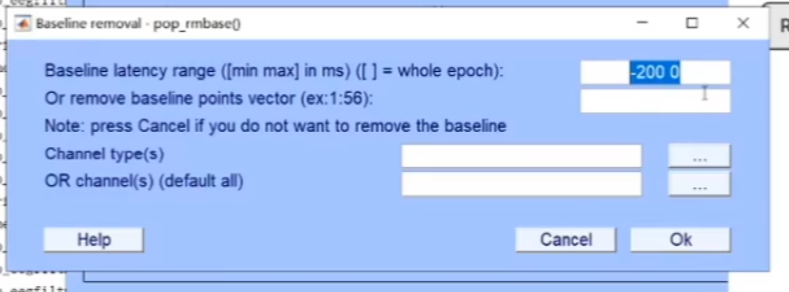 Baseline removal - pop_rmbase()
Baseline latency range ([min max] in ms) ([ ] = whole epoch): -200 0
Or remove baseline points vector (ex:1:56):
Note: press Cancel if you do not want to remove the baseline
Channel type(s) ...
OR channel(s) (default all) ...
Help Cancel Ok